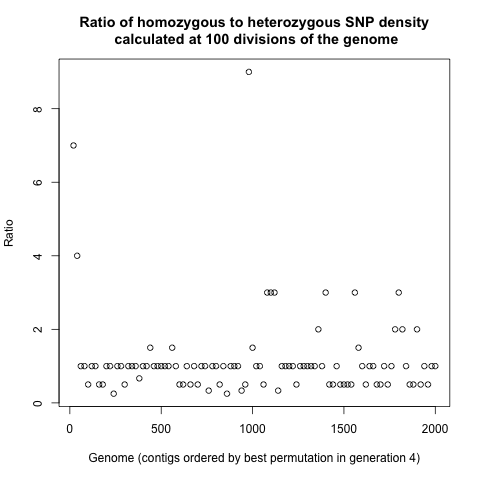 Ratio of homozygous to heterozygous SNP density
calculated at 100 divisions of the genome
Ratio
8
6
4
2
0
0 500 1000 1500 2000
Genome (contigs ordered by best permutation in generation 4)